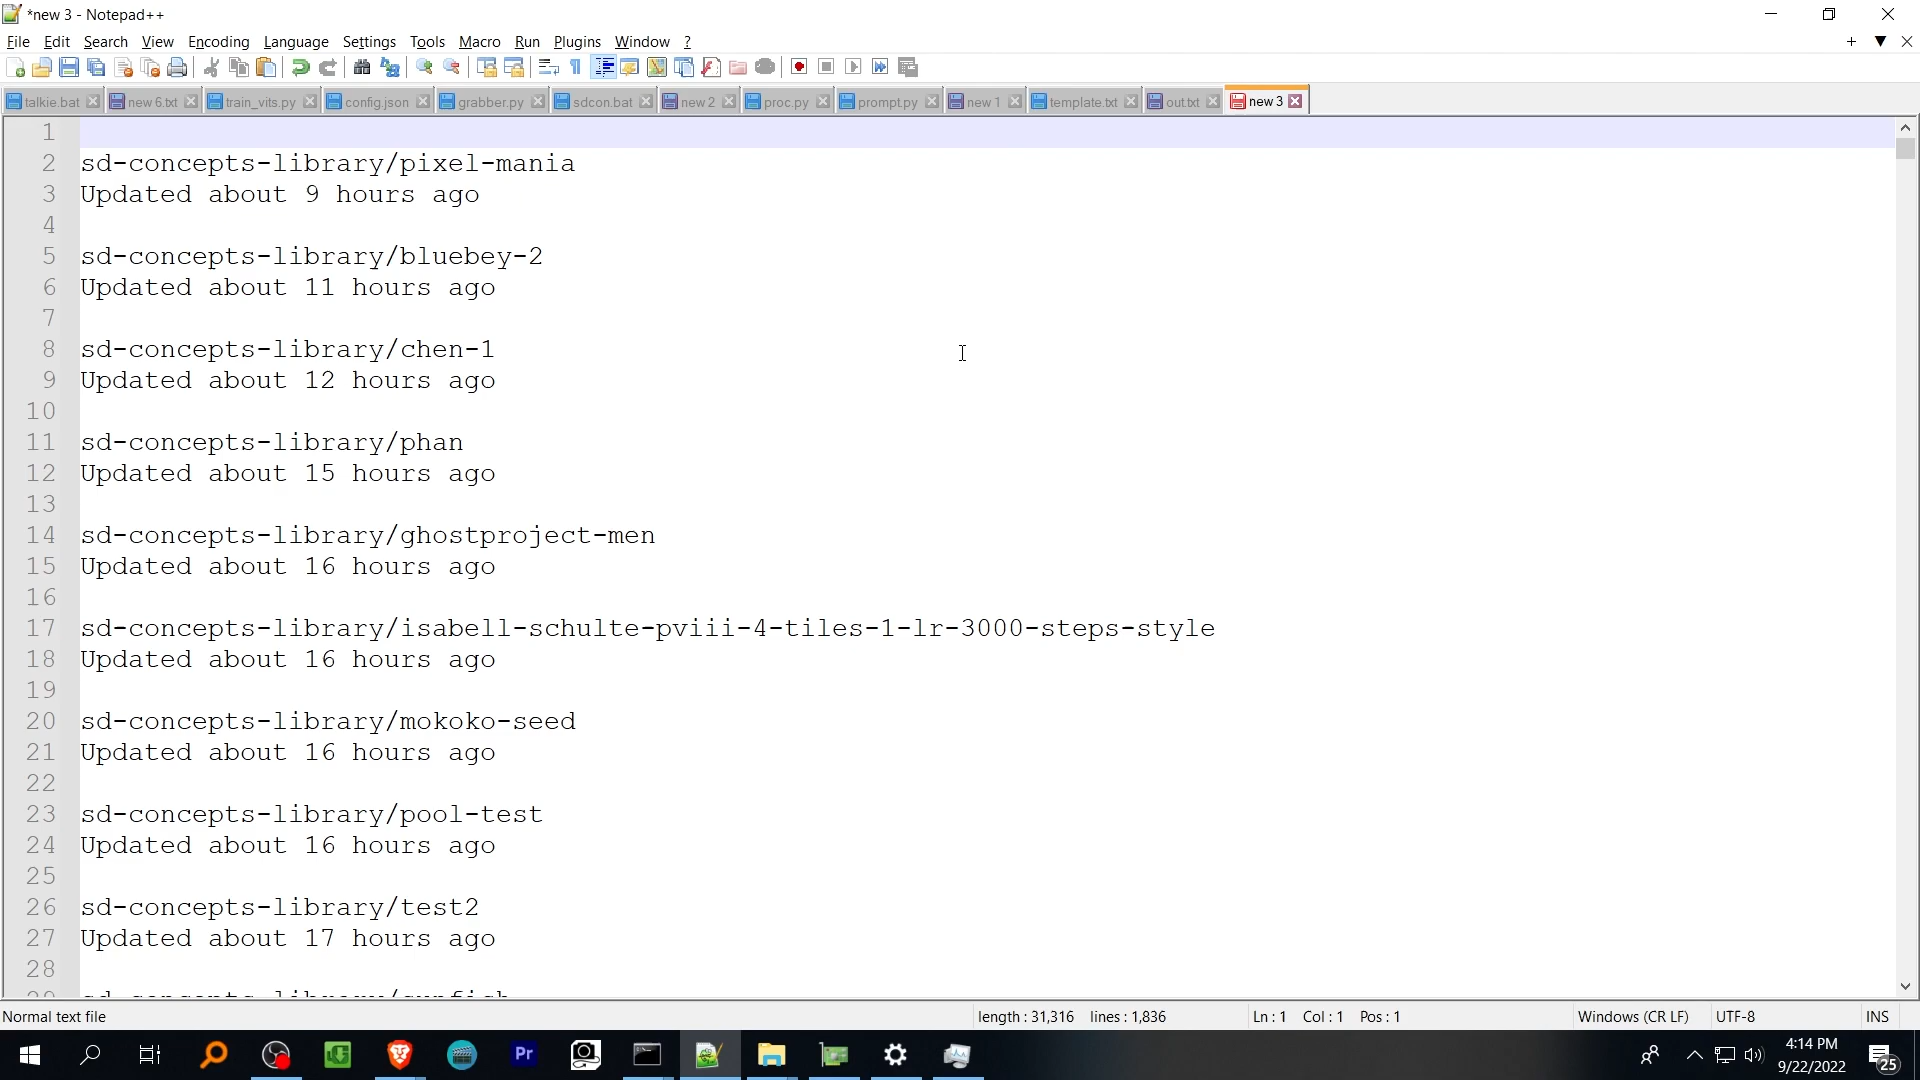 *new 3 - Notepad++
File Edit Search View Encoding Language Settings Tools Macro Run Plugins Window ?
talkie.bat new 6.txt train_vits.py config.json grabber.py sdcon.bat new 2 proc.py prompt.py new 1 template.txt out.txt new 3
1
2 sd-concepts-library/pixel-mania
3 Updated about 9 hours ago
4
5 sd-concepts-library/bluebey-2
6 Updated about 11 hours ago
7
8 sd-concepts-library/chen-1
9 Updated about 12 hours ago
10
11 sd-concepts-library/phan
12 Updated about 15 hours ago
13
14 sd-concepts-library/ghostproject-men
15 Updated about 16 hours ago
16
17 sd-concepts-library/isabell-schulte-pviii-4-tiles-1-lr-3000-steps-style
18 Updated about 16 hours ago
19
20 sd-concepts-library/mokoko-seed
21 Updated about 16 hours ago
22
23 sd-concepts-library/pool-test
24 Updated about 16 hours ago
25
26 sd-concepts-library/test2
27 Updated about 17 hours ago
28
Normal text file length : 31,316 lines : 1,836 Ln : 1 Col : 1 Pos : 1 Windows (CR LF) UTF-8 INS
Pr
4:14 PM
9/22/2022
25